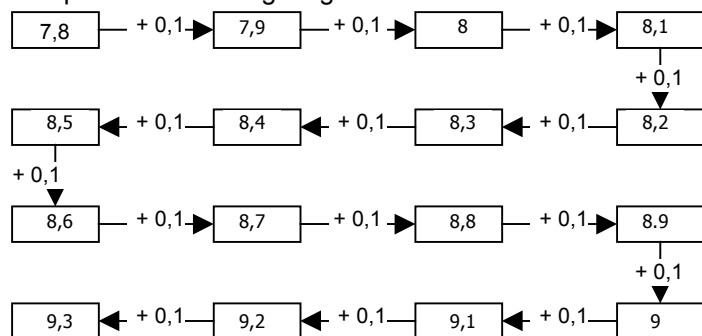 7,8 + 0,1 7,9 + 0,1 8 + 0,1 8,1
+ 0,1
8,5 + 0,1 8,4 + 0,1 8,3 + 0,1 8,2
+ 0,1
8,6 + 0,1 8,7 + 0,1 8,8 + 0,1 8.9
+ 0,1
9,3 + 0,1 9,2 + 0,1 9,1 + 0,1 9